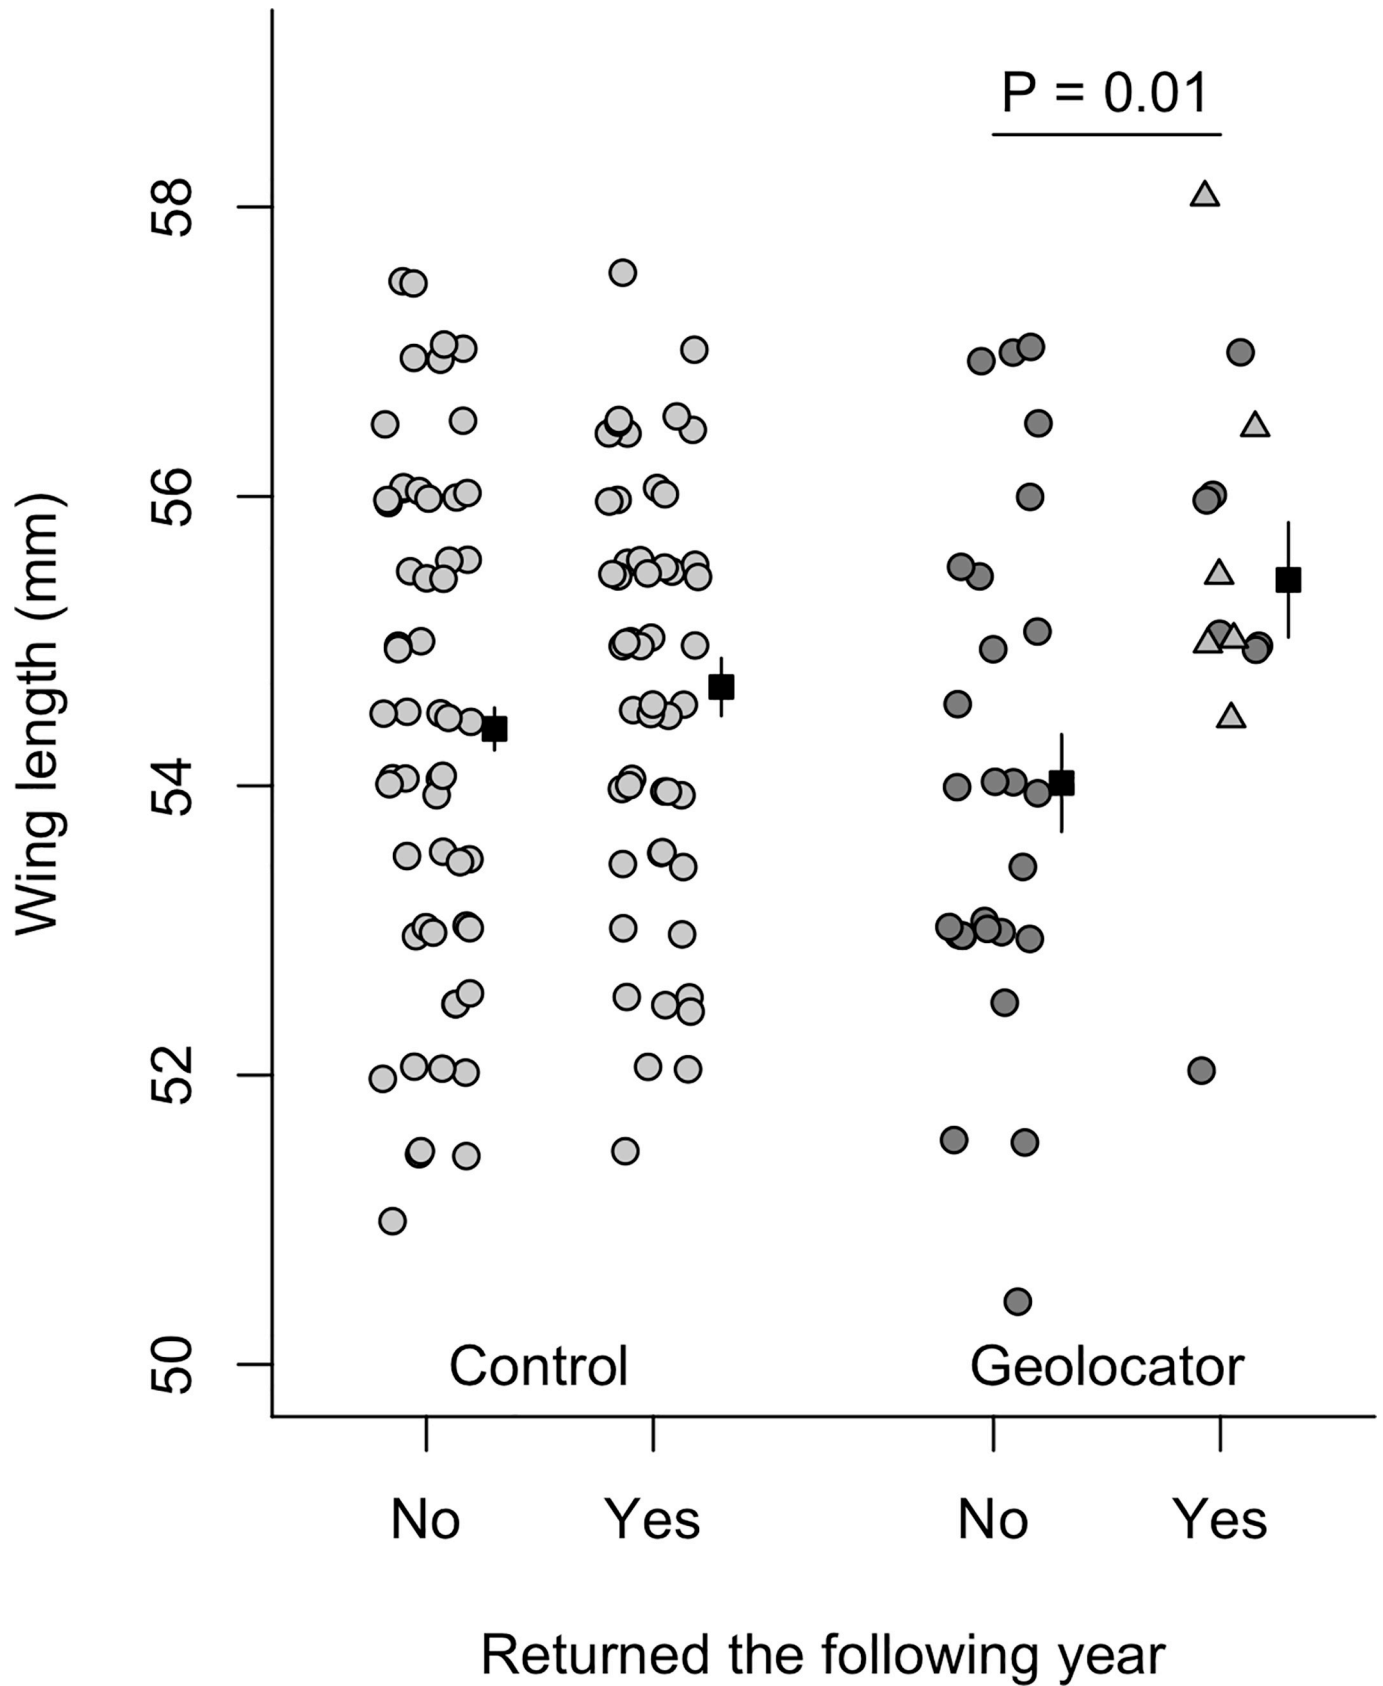 P = 0.01
58
56
54
52
50
Wing length (mm)
Control
Geolocator
No
Yes
No
Yes
Returned the following year